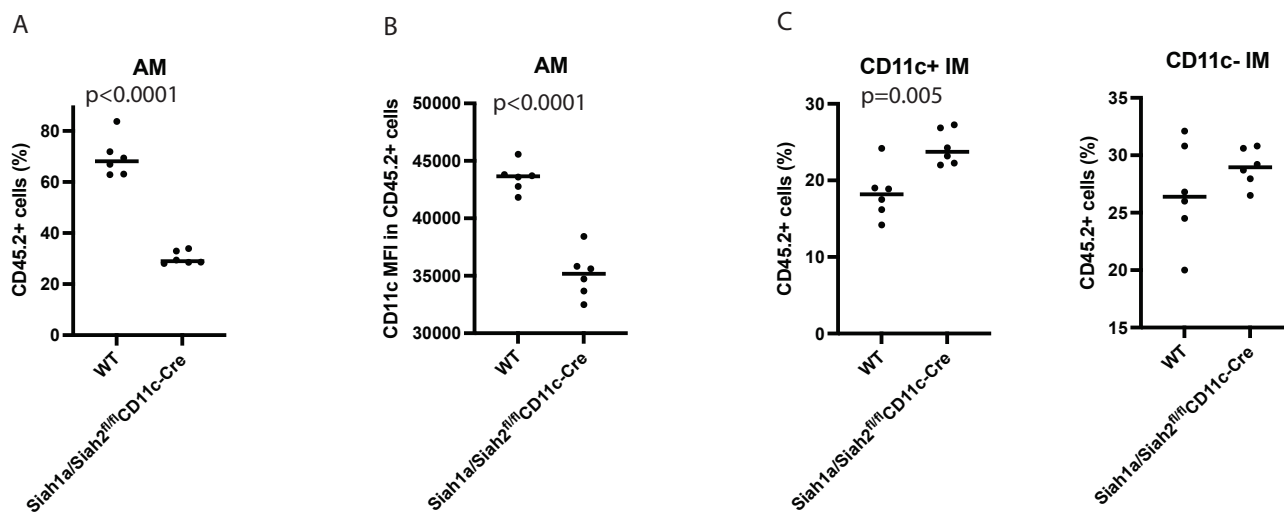 A
AM
p<0.0001
CD45.2+ cells (%)
80
60
40
20
0
WT
Siah1a/Siah2fl/flCD11c-Cre
B
AM
p<0.0001
CD11c MFI in CD45.2+ cells
50000
45000
40000
35000
30000
WT
Siah1a/Siah2fl/flCD11c-Cre
C
CD11c+ IM
p=0.005
CD45.2+ cells (%)
30
20
10
0
WT
Siah1a/Siah2fl/flCD11c-Cre
CD11c- IM
CD45.2+ cells (%)
35
30
25
20
15
WT
Siah1a/Siah2fl/flCD11c-Cre